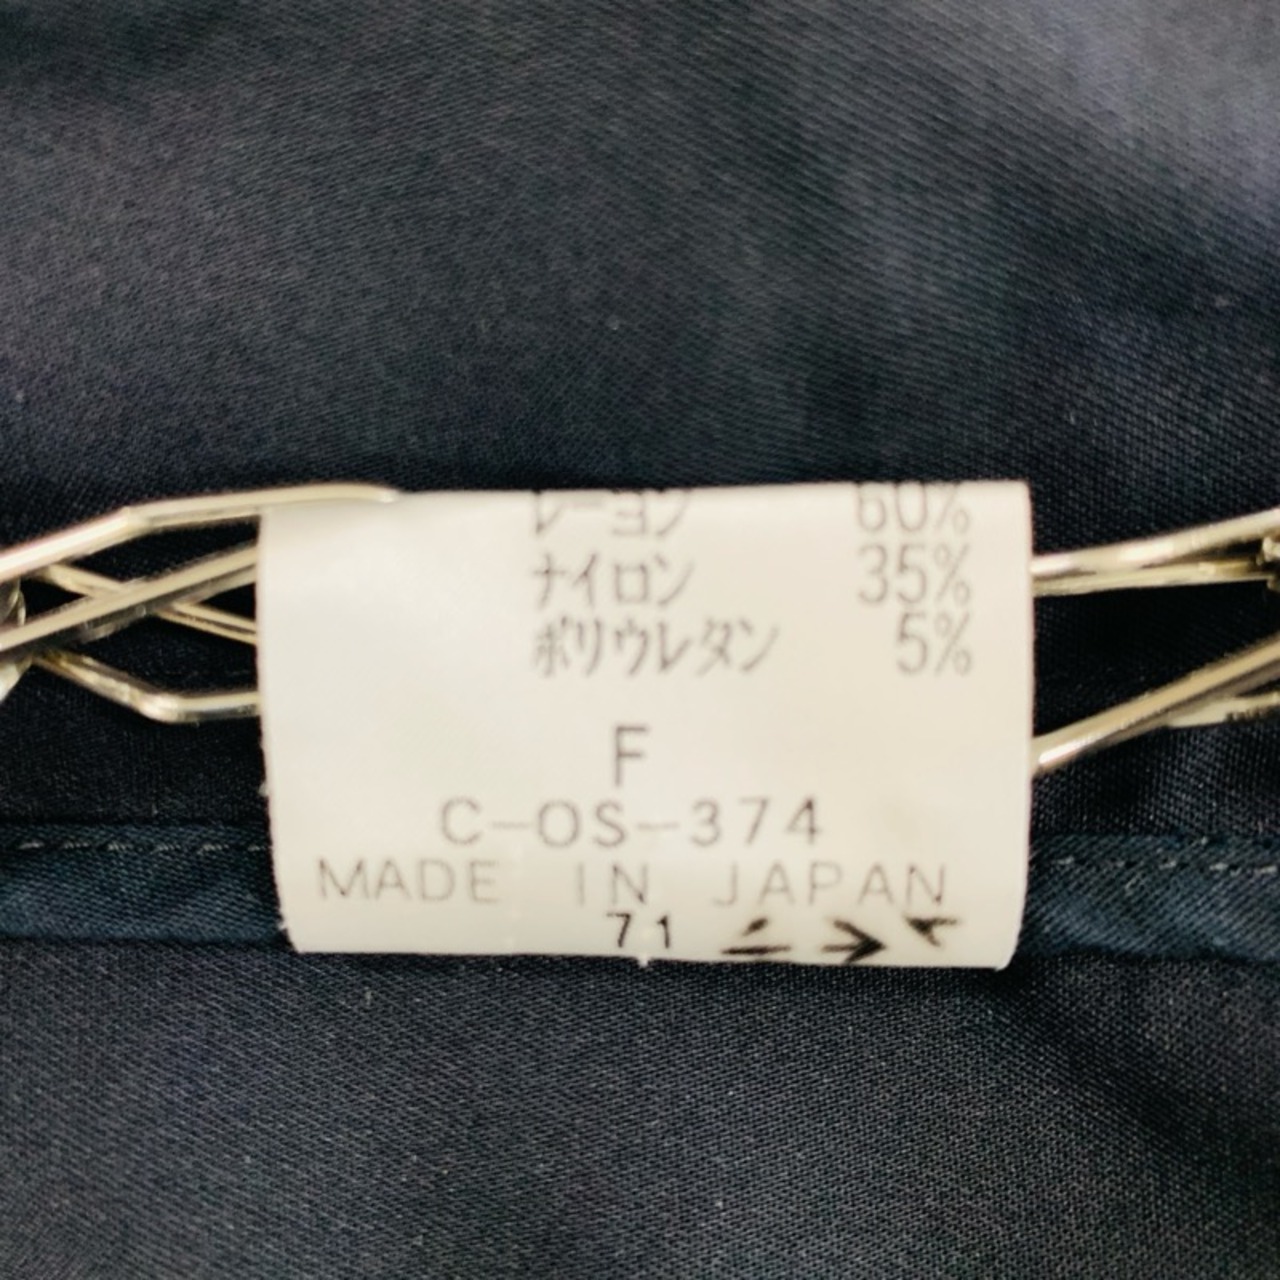 レーヨン 60%
ナイロン 35%
ポリウレタン 5%
F
C-OS-374
MADE IN JAPAN
71